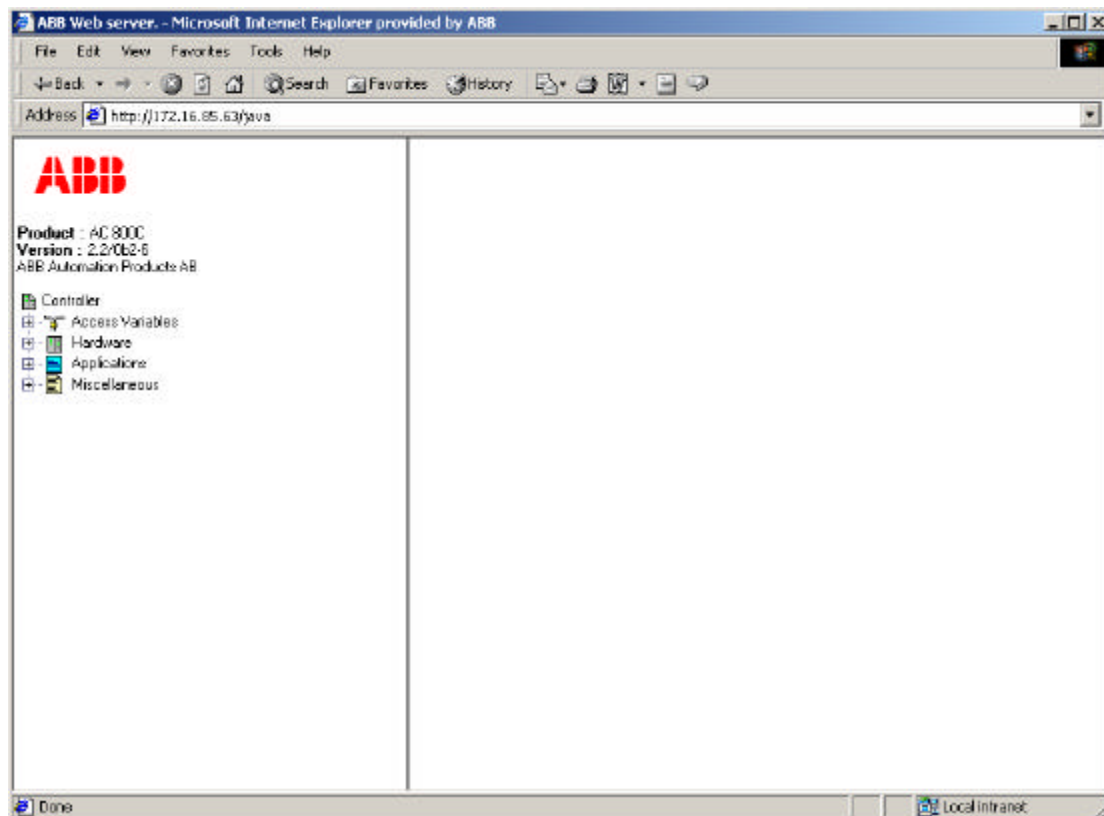 ABB Web server. - Microsoft Internet Explorer provided by ABB
File Edit View Favorites Tools Help
Back Search Favorites History
Address http://172.16.85.63/java
ABB
Product : AC 800C
Version : 2.2/0b2-6
ABB Automation Products AB
Controller
Access Variables
Hardware
Applications
Miscellaneous
Done Local intranet